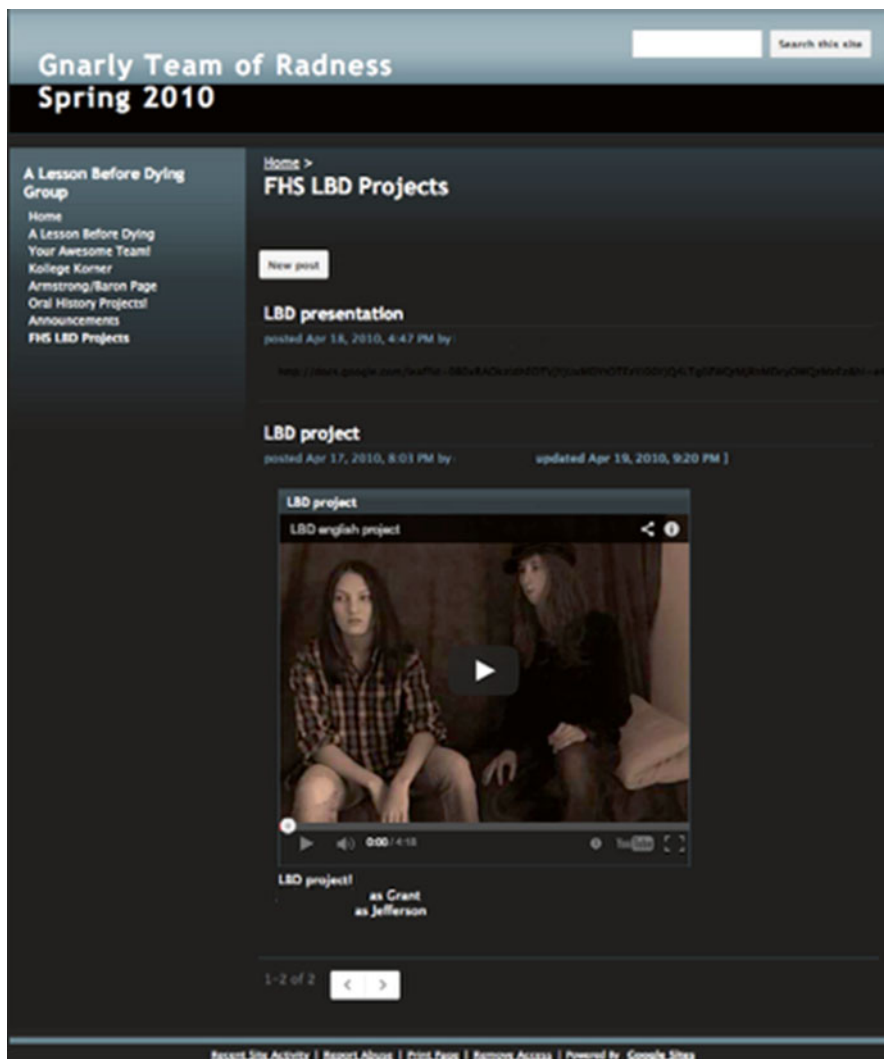 Gnarly Team of Radness
Spring 2010
Search this site
A Lesson Before Dying
Group
Home
A Lesson Before Dying
Your Awesome Team!
Kollege Korner
Armstrong/Baron Page
Oral History Projects!
Announcements
FHS LBD Projects
Home >
FHS LBD Projects
New post
LBD presentation
posted Apr 18, 2010, 4:47 PM by
LBD project
posted Apr 17, 2010, 8:03 PM by updated Apr 19, 2010, 9:20 PM ]
LBD project
LBD english project
0:00 / 4:18
YouTube
LBD project!
as Grant
as Jefferson
1-2 of 2
< >
Recent Site Activity | Report Abuse | Print Page | Remove Access | Powered By Google Sites